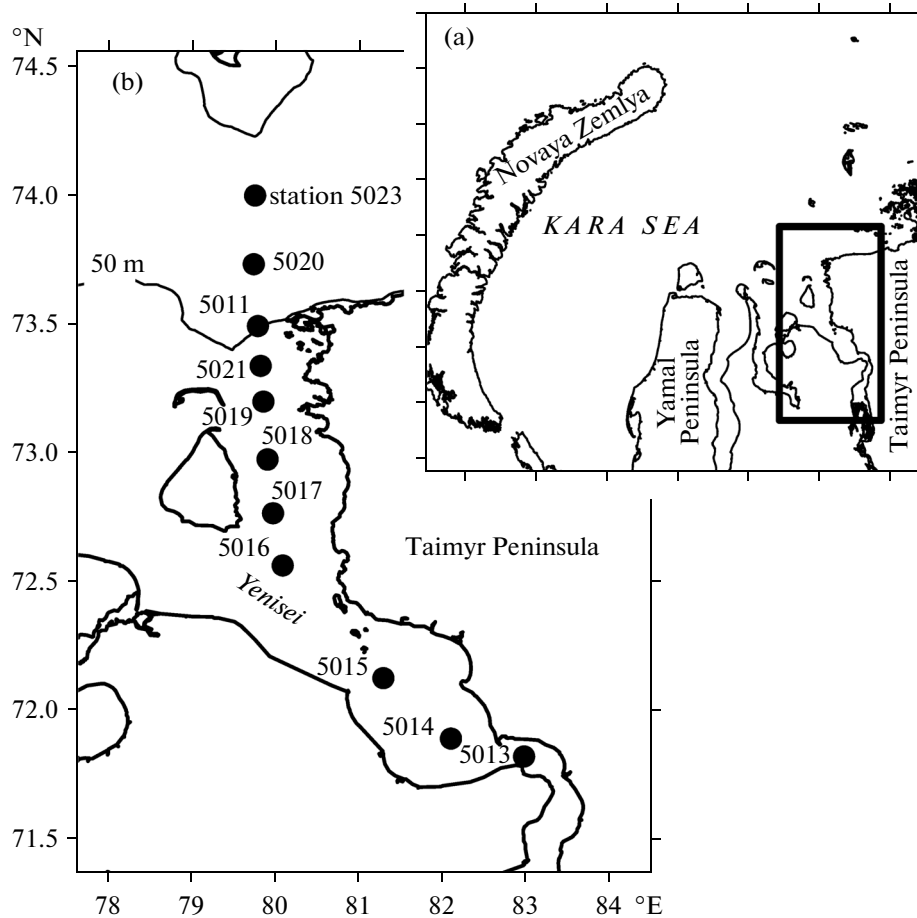 °N
(a)
(b)
74.5
74.0
73.5
73.0
72.5
72.0
71.5
Novaya Zemlya
KARA SEA
Yamal
Peninsula
Taimyr Peninsula
station 5023
5020
50 m
5011
5021
5019
5018
5017
5016
Taimyr Peninsula
Yenisei
5015
5014
5013
78
79
80
81
82
83
84
°E